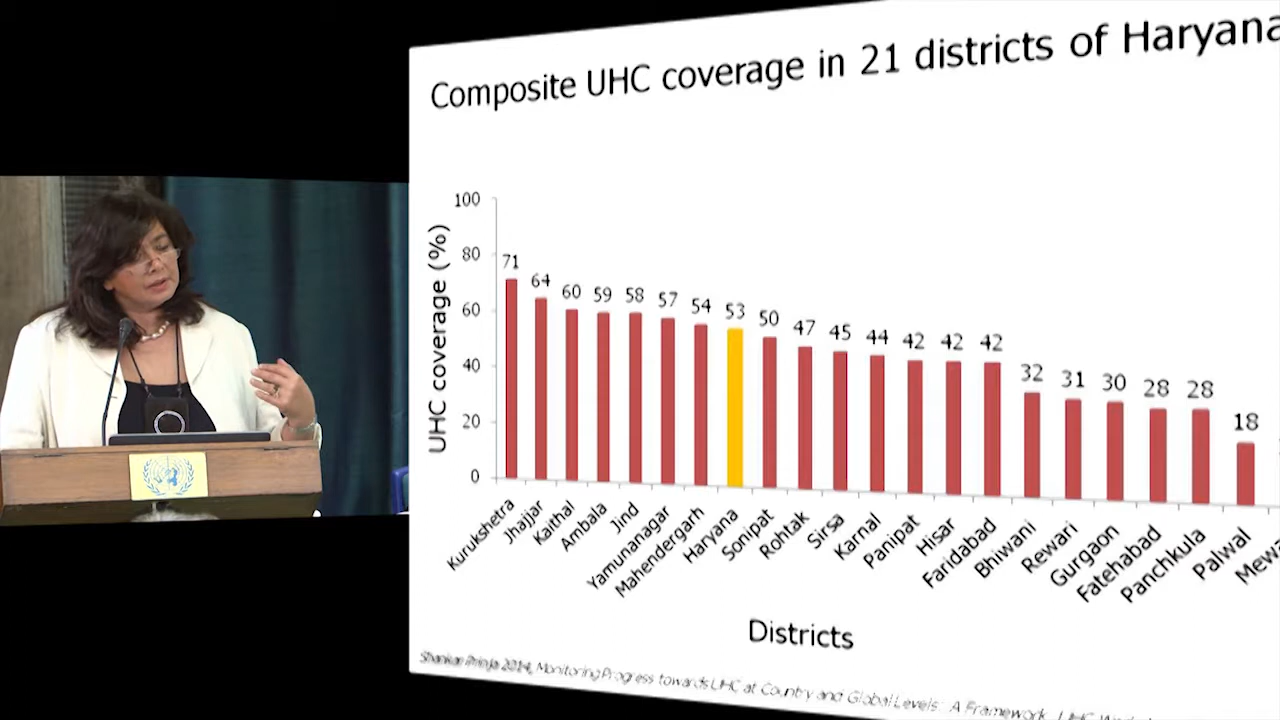 Composite UHC coverage in 21 districts of Haryana
UHC coverage (%)
100
80
60
40
20
0
71
64
60
59
58
57
54
53
50
47
45
44
42
42
42
32
31
30
28
28
18
Kurukshetra
Jhajjar
Kaithal
Ambala
Jind
Yamunanagar
Mahendergarh
Haryana
Sonipat
Rohtak
Sirsa
Karnal
Panipat
Hisar
Faridabad
Bhiwani
Rewari
Gurgaon
Fatehabad
Panchkula
Palwal
Mewa
Districts
Shankar Prinja 2014, Monitoring Progress towards UHC at Country and Global Levels: A Framework, UHC